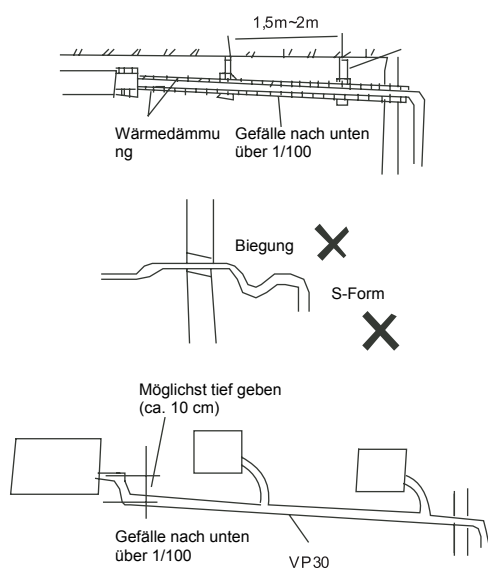 1,5m~2m
Wärmedämmu
ng
Gefälle nach unten
über 1/100
Biegung
S-Form
Möglichst tief geben
(ca. 10 cm)
Gefälle nach unten
über 1/100
VP30